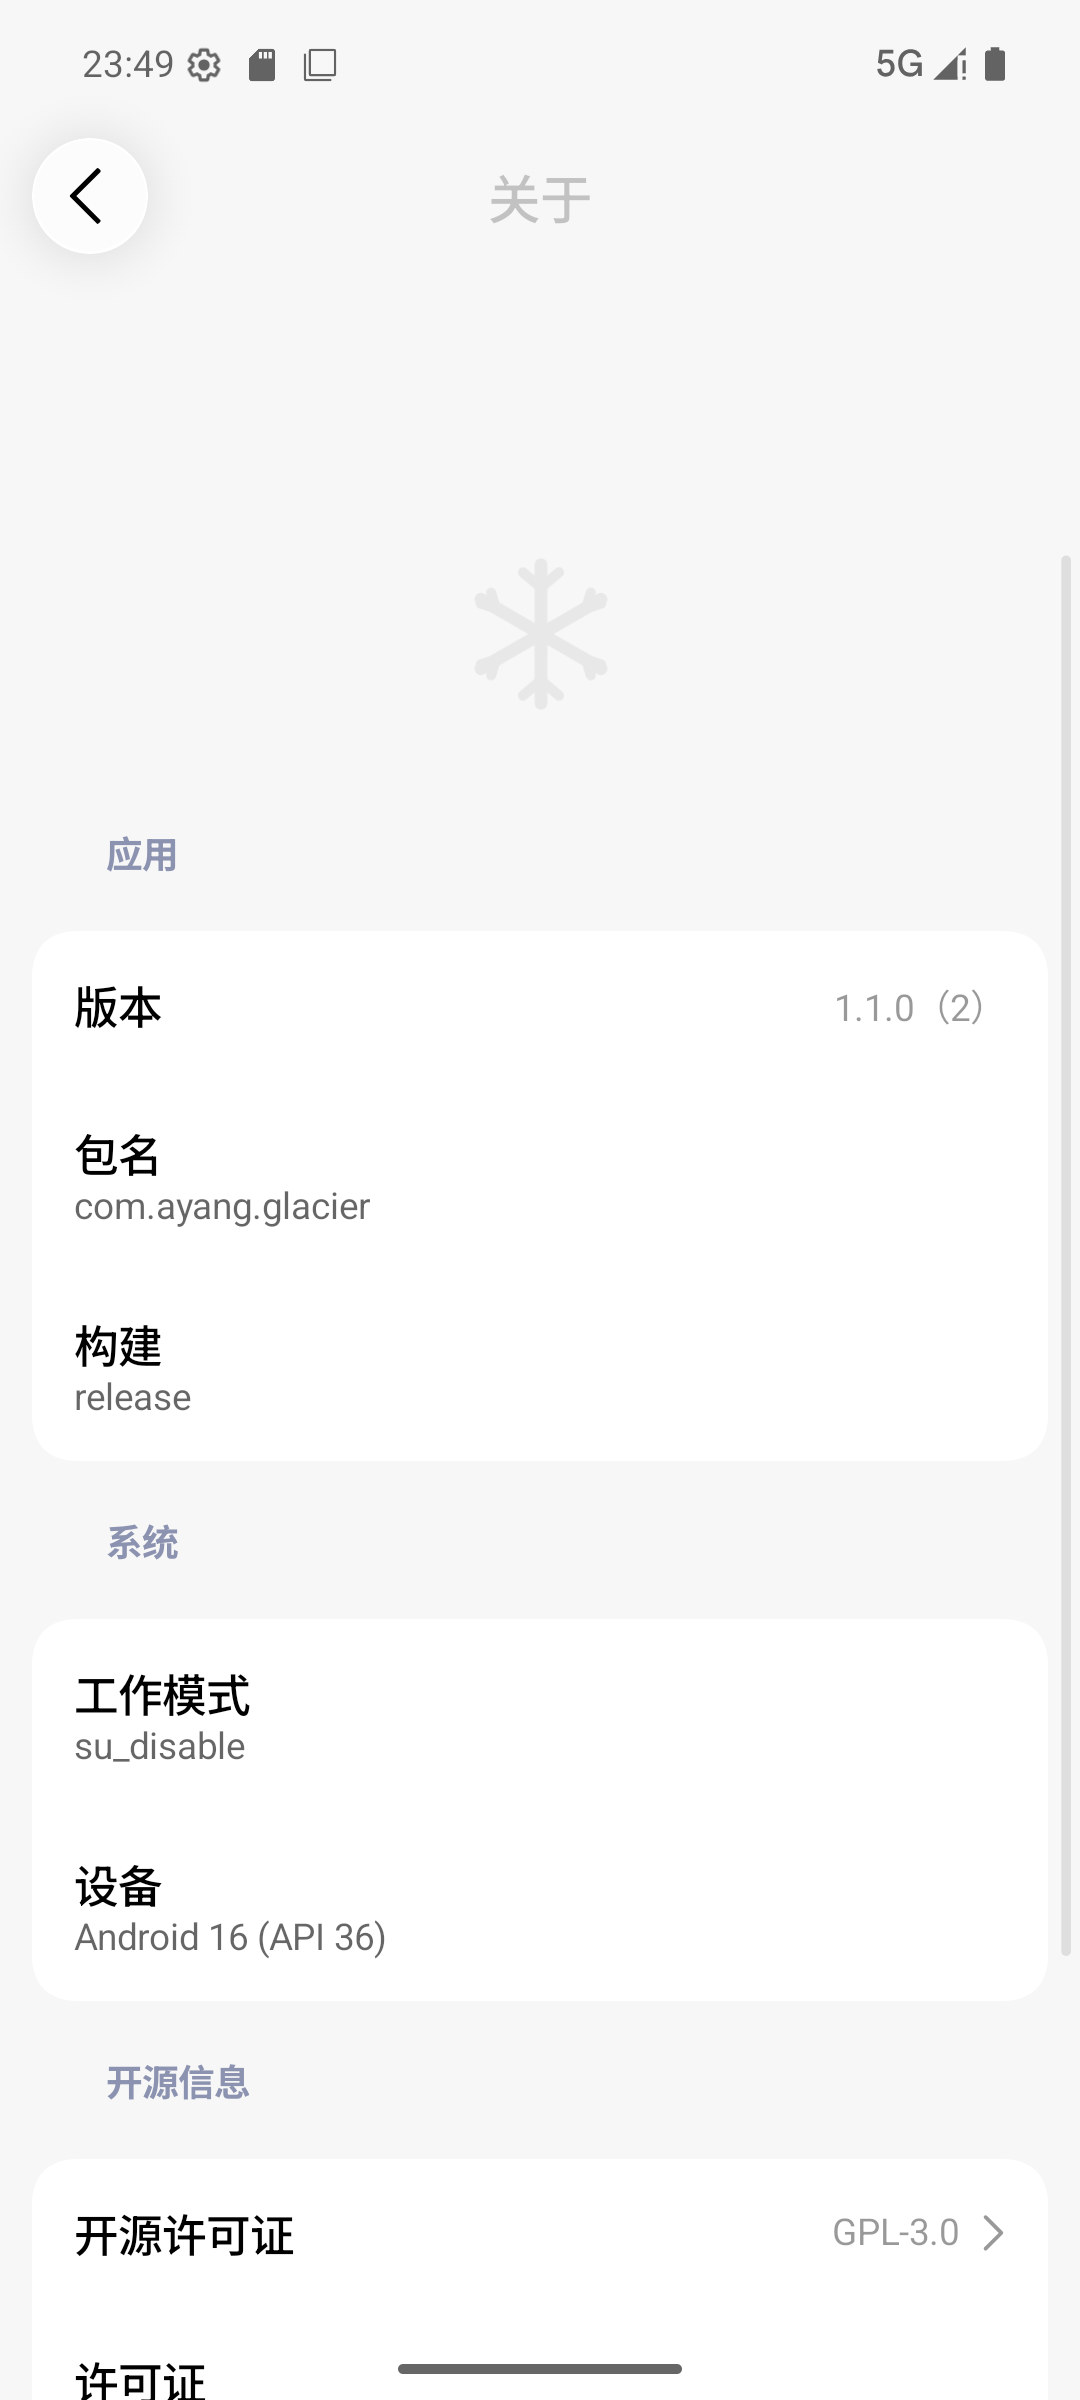 23:49
5G
关于
应用
版本
1.1.0（2）
包名
com.ayang.glacier
构建
release
系统
工作模式
su_disable
设备
Android 16 (API 36)
开源信息
开源许可证
GPL-3.0
许可证